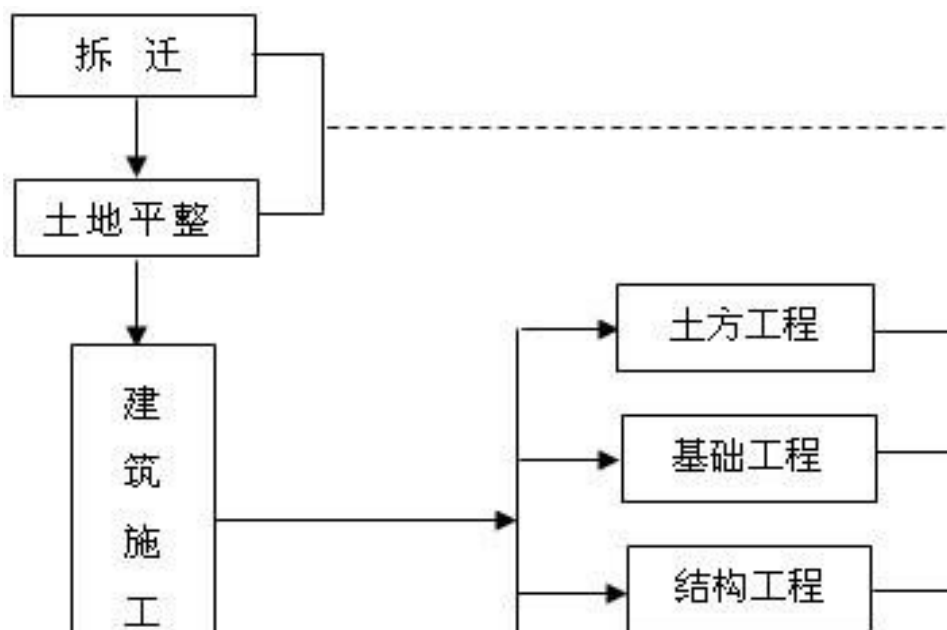 拆 迁
土地平整
土方工程
建筑施工
基础工程
结构工程